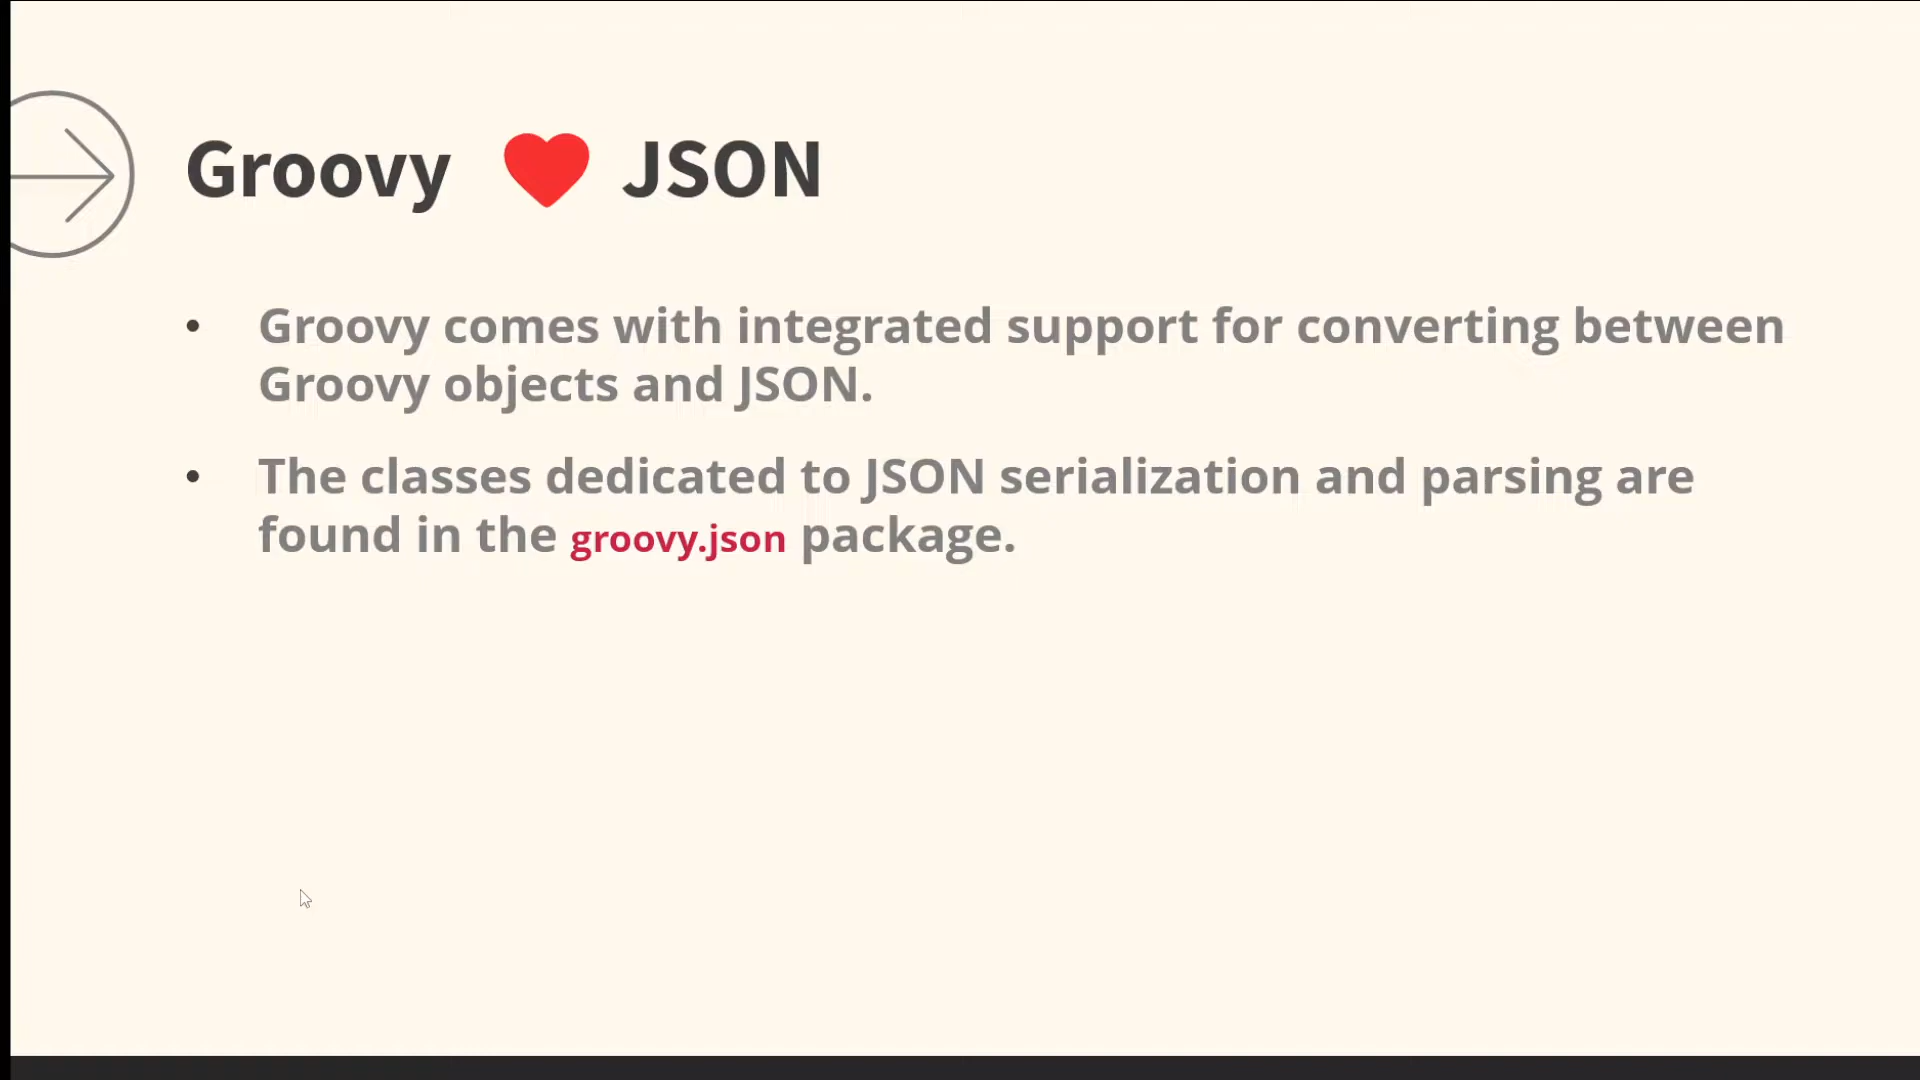 Groovy ❤ JSON
• Groovy comes with integrated support for converting between
Groovy objects and JSON.
• The classes dedicated to JSON serialization and parsing are
found in the groovy.json package.